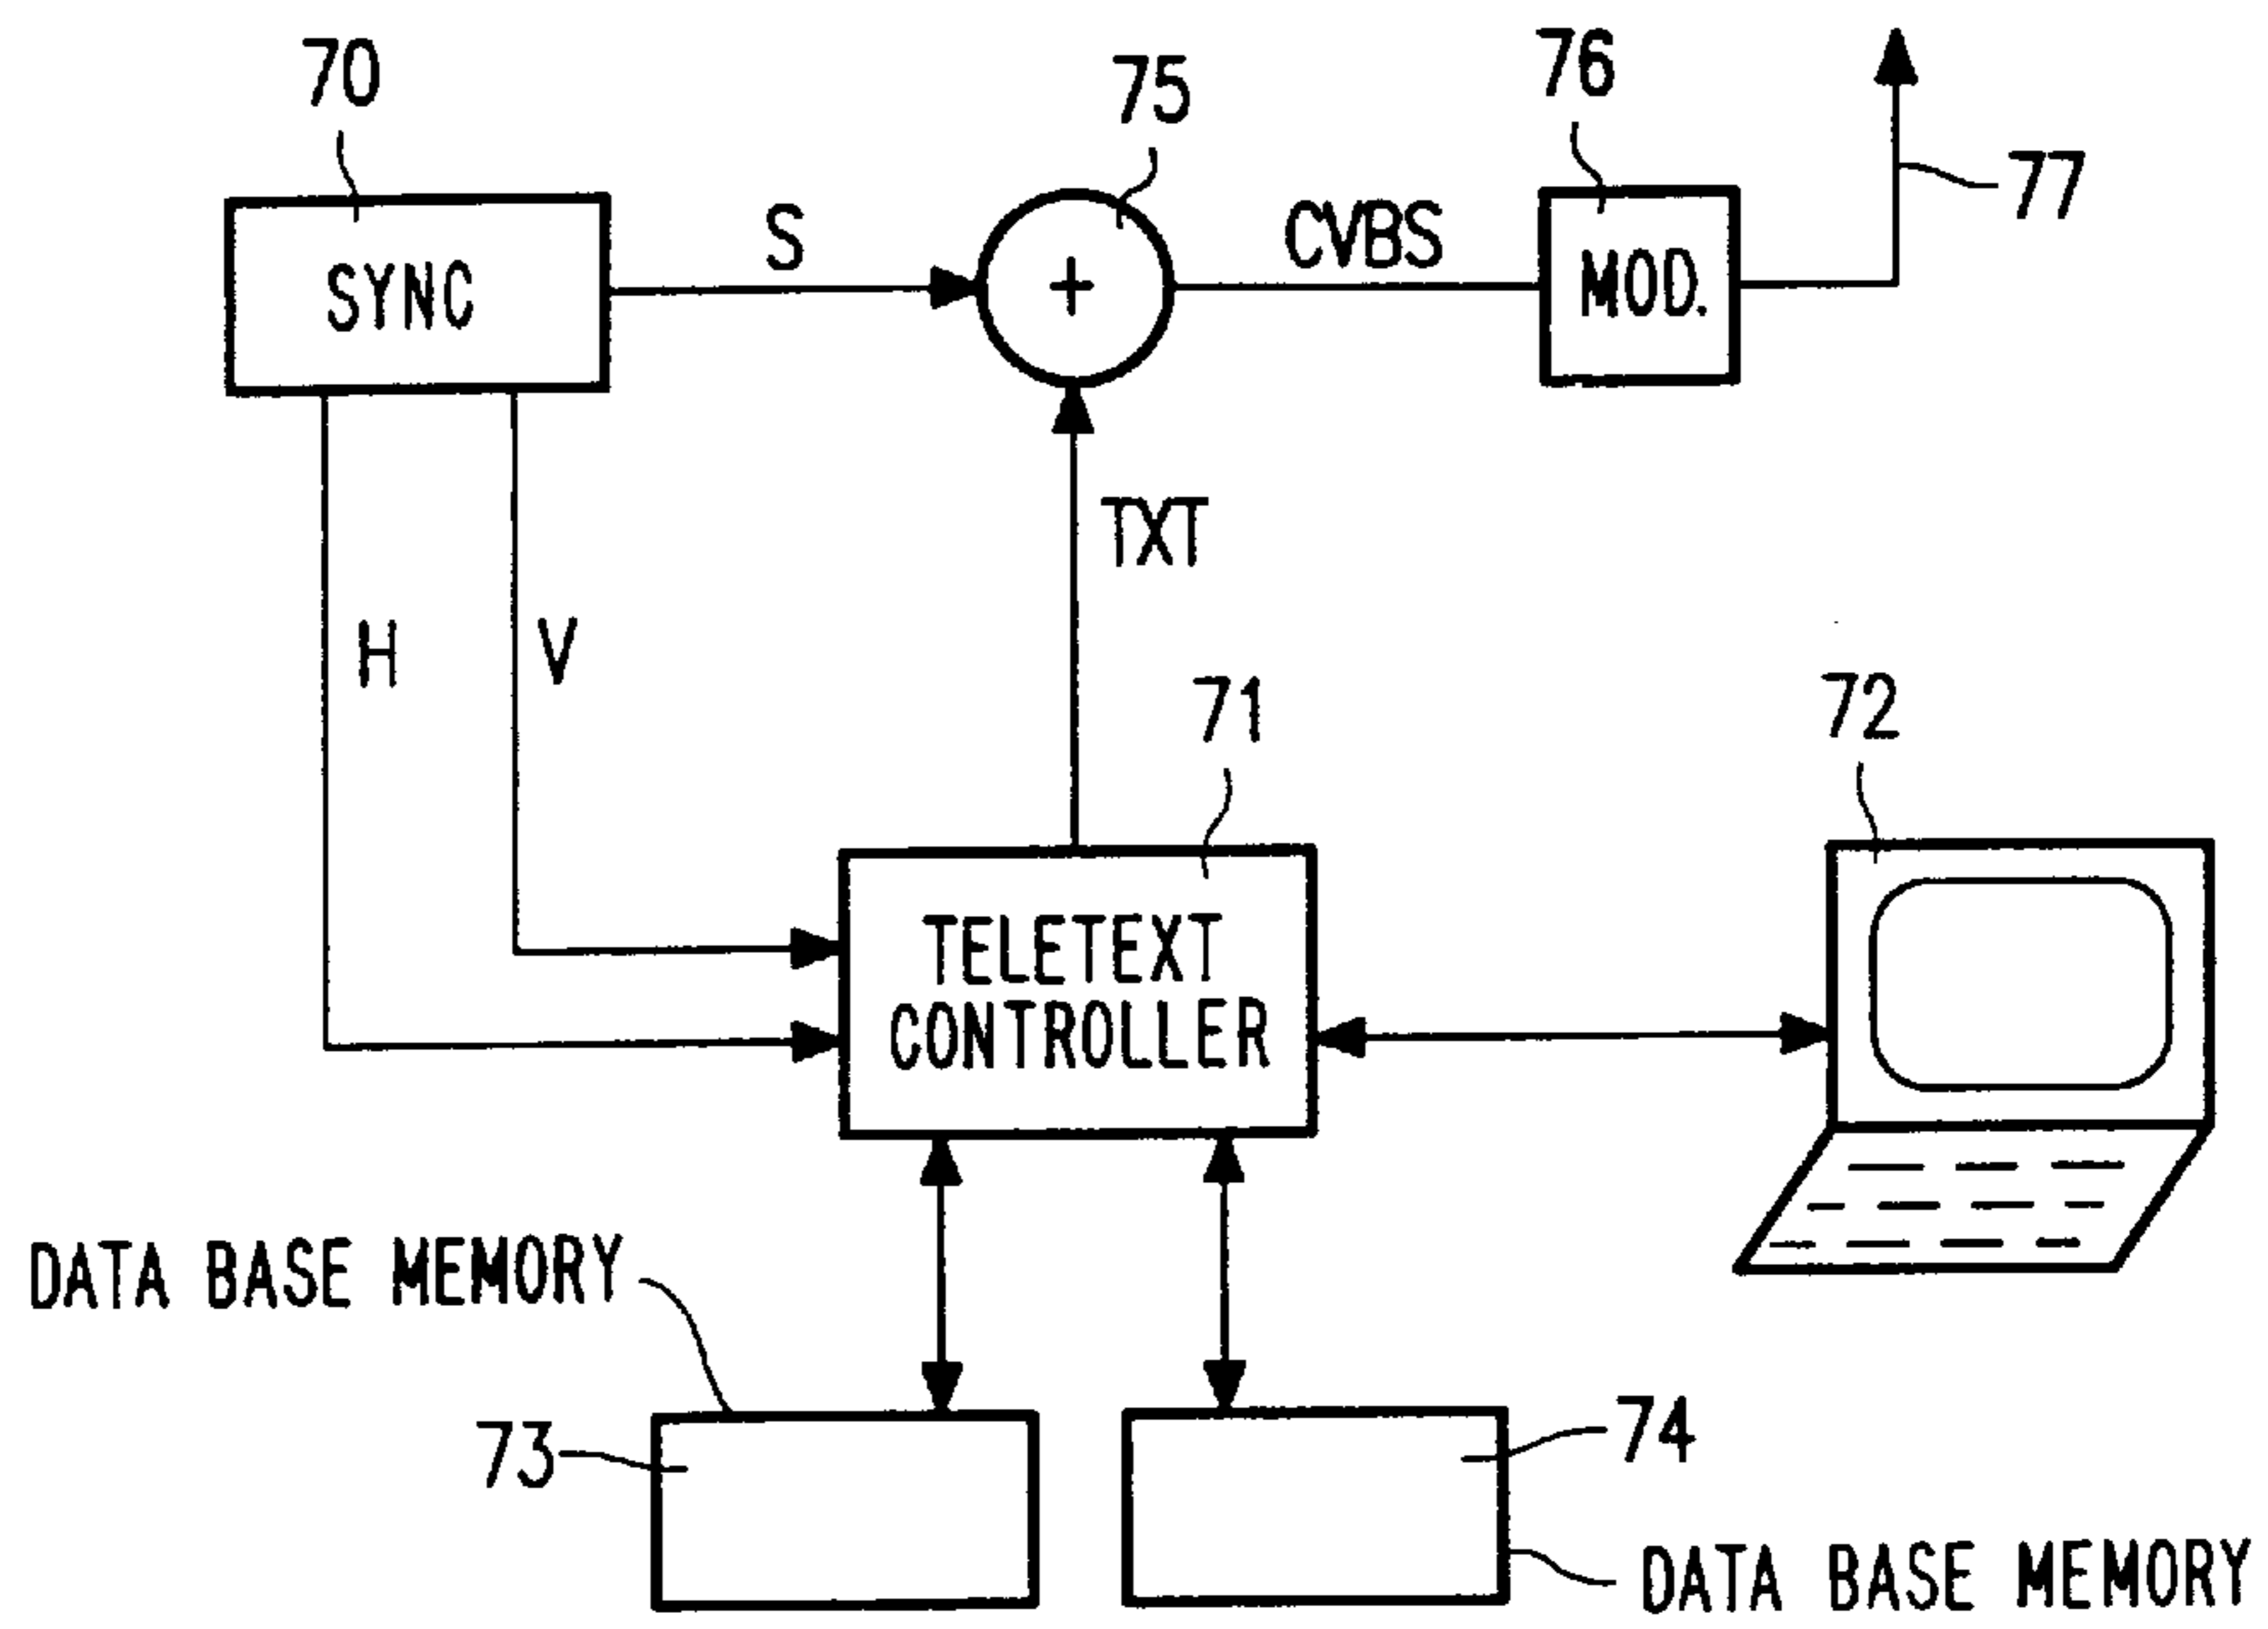 70
75
76
77
SYNC
S
+
CVBS
MOD.
TXT
H
V
71
72
TELETEXT
CONTROLLER
DATA BASE MEMORY
73
74
DATA BASE MEMORY